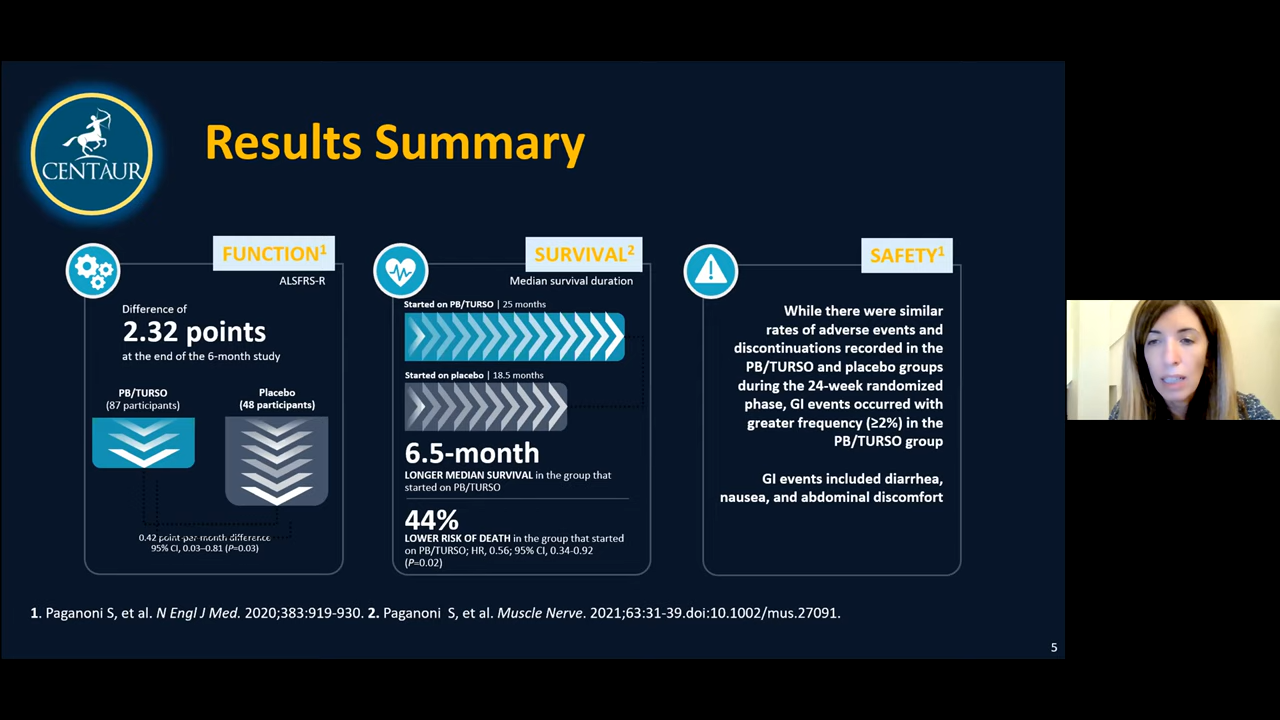 CENTAUR
Results Summary
FUNCTION1
ALSFRS-R
Difference of
2.32 points
at the end of the 6-month study
PB/TURSO
(87 participants)
Placebo
(48 participants)
0.42 point-per-month difference
95% CI, 0.03–0.81 (P=0.03)
SURVIVAL2
Median survival duration
Started on PB/TURSO | 25 months
Started on placebo | 18.5 months
6.5-month
LONGER MEDIAN SURVIVAL in the group that
started on PB/TURSO
44%
LOWER RISK OF DEATH in the group that started
on PB/TURSO; HR, 0.56; 95% CI, 0.34-0.92
(P=0.02)
SAFETY1
While there were similar
rates of adverse events and
discontinuations recorded in the
PB/TURSO and placebo groups
during the 24-week randomized
phase, GI events occurred with
greater frequency (≥2%) in the
PB/TURSO group
GI events included diarrhea,
nausea, and abdominal discomfort
1. Paganoni S, et al. N Engl J Med. 2020;383:919-930. 2. Paganoni S, et al. Muscle Nerve. 2021;63:31-39.doi:10.1002/mus.27091.
5